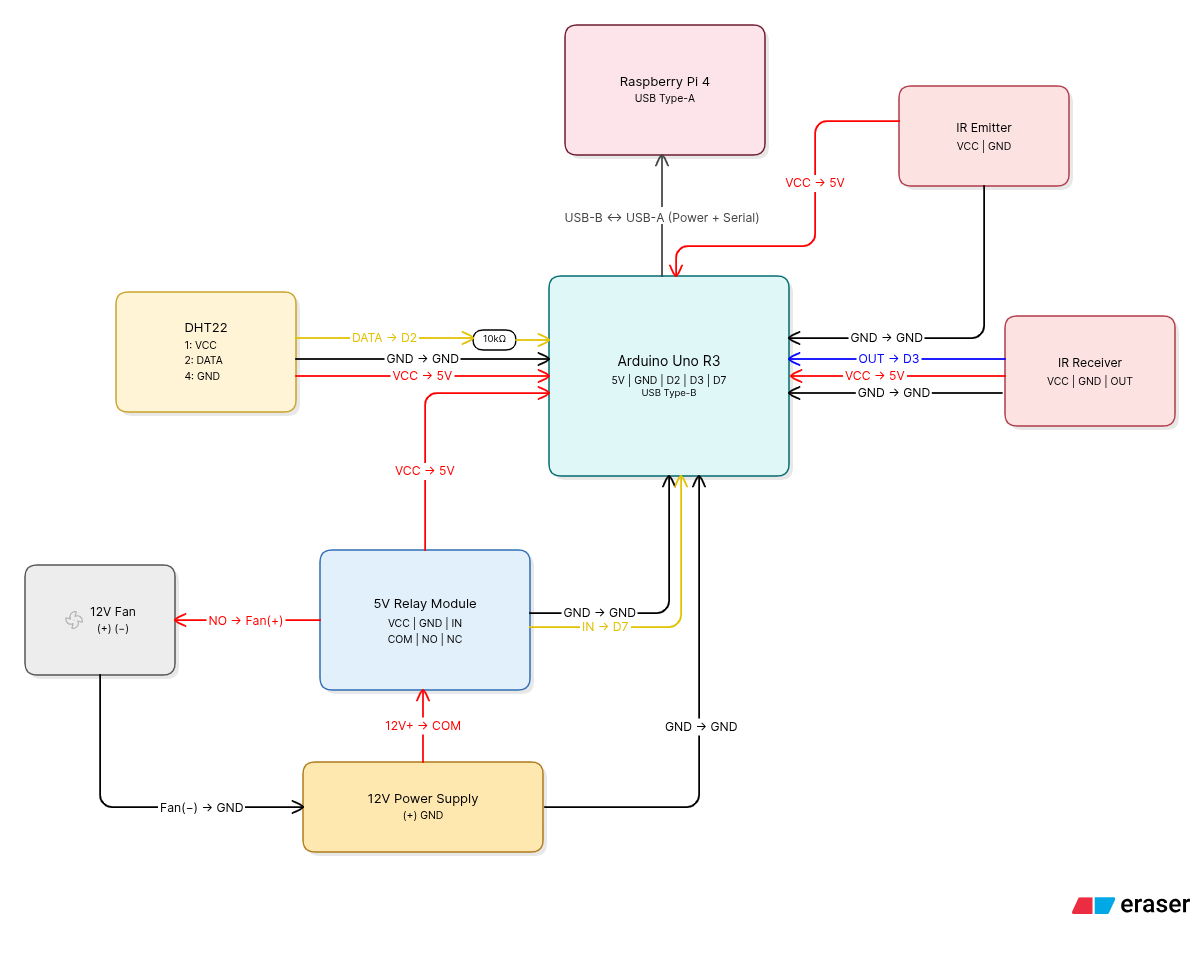 Raspberry Pi 4
USB Type-A
IR Emitter
VCC | GND
VCC → 5V
USB-B ↔ USB-A (Power + Serial)
DHT22
1: VCC
2: DATA
4: GND
DATA → D2
10kΩ
GND → GND
VCC → 5V
Arduino Uno R3
5V | GND | D2 | D3 | D7
USB Type-B
GND → GND
OUT → D3
VCC → 5V
GND → GND
IR Receiver
VCC | GND | OUT
VCC → 5V
12V Fan
(+) (−)
NO → Fan(+)
5V Relay Module
VCC | GND | IN
COM | NO | NC
GND → GND
IN → D7
12V+ → COM
GND → GND
Fan(−) → GND
12V Power Supply
(+) GND
eraser